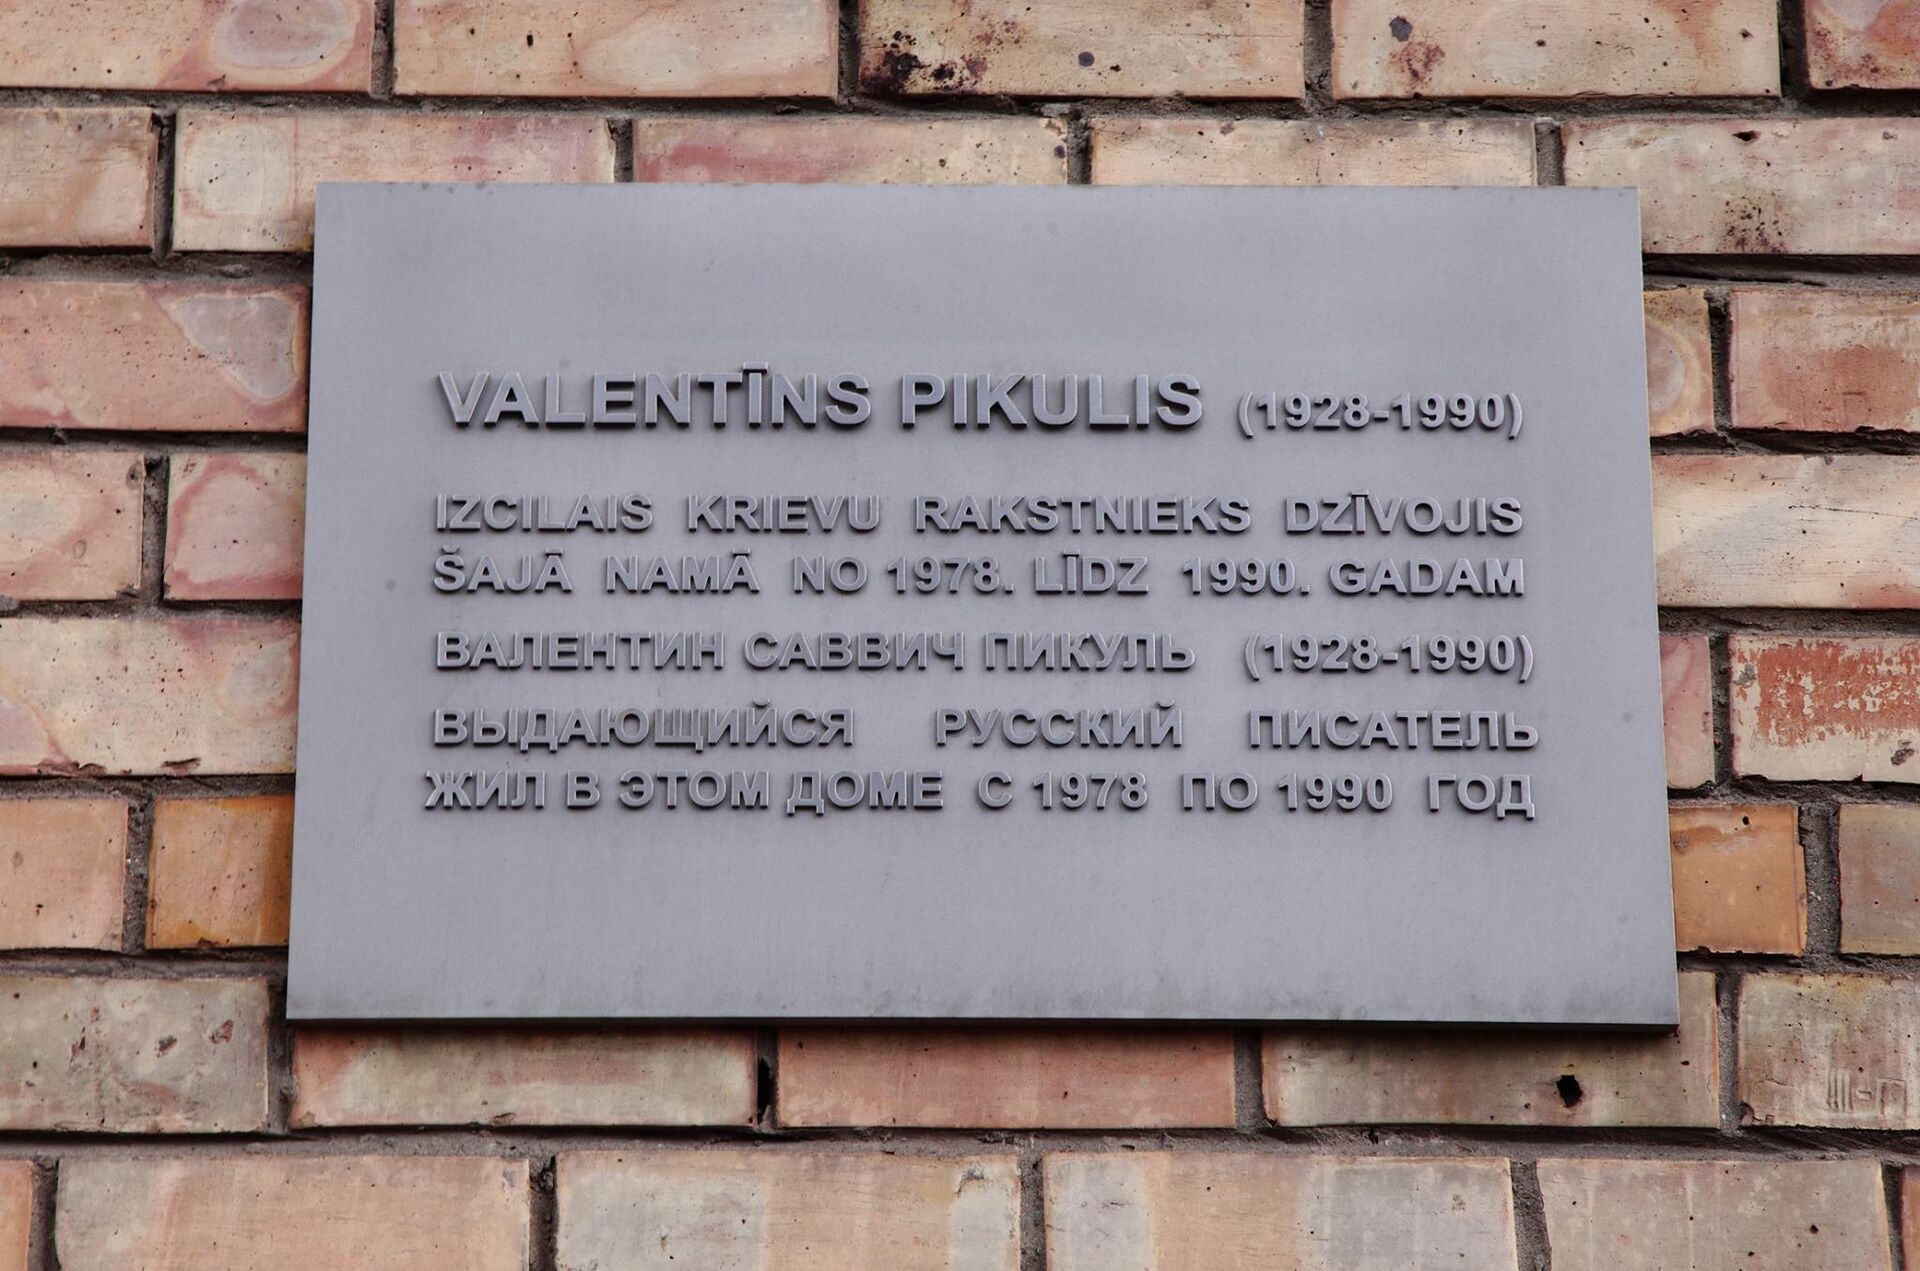 VALENTĪNS PIKULIS (1928-1990)
IZCILAIS KRIEVU RAKSTNIEKS DZĪVOJIS
ŠAJĀ NAMĀ NO 1978. LĪDZ 1990. GADAM
ВАЛЕНТИН САВВИЧ ПИКУЛЬ (1928-1990)
ВЫДАЮЩИЙСЯ РУССКИЙ ПИСАТЕЛЬ
ЖИЛ В ЭТОМ ДОМЕ С 1978 ПО 1990 ГОД